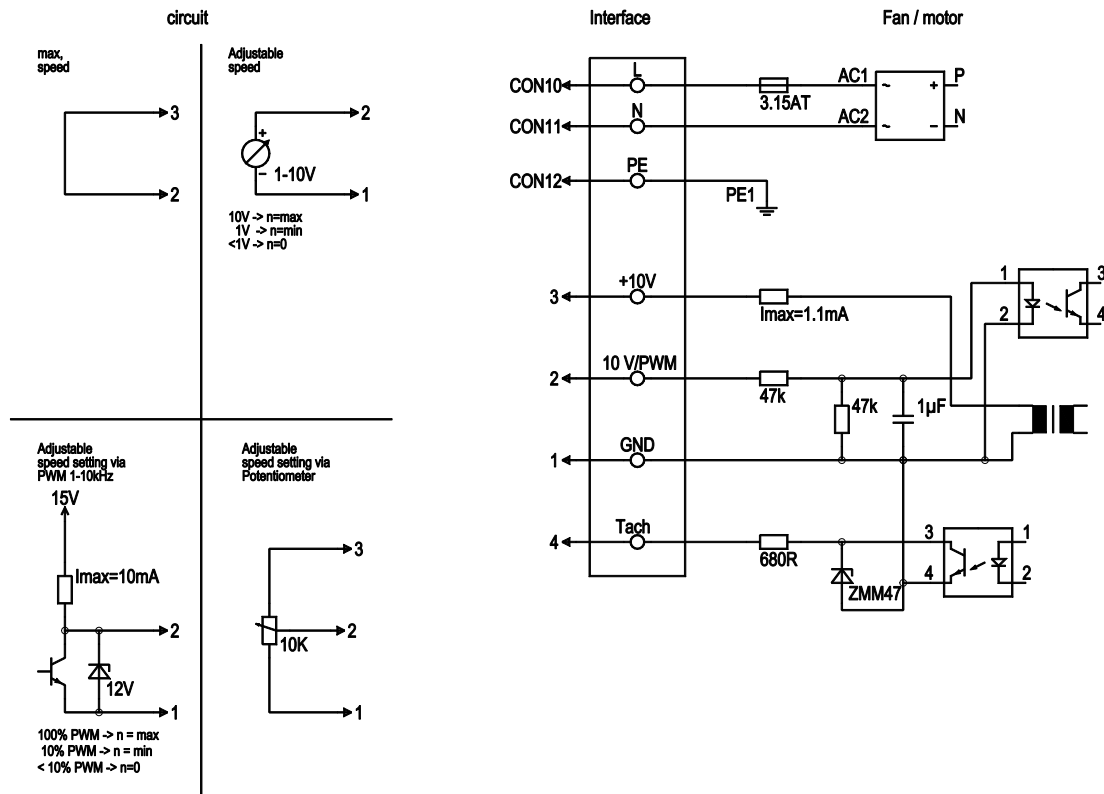 circuit
max,
speed
3
2
Adjustable
speed
2
+
−
1-10V
1
10V -> n=max
1V -> n=min
<1V -> n=0
Adjustable
speed setting via
PWM 1-10kHz
15V
Imax=10mA
2
12V
1
100% PWM -> n = max
10% PWM -> n = min
< 10% PWM -> n=0
Adjustable
speed setting via
Potentiometer
3
2
10K
1
Interface
Fan / motor
CON10
L
3.15AT
AC1
~
+
P
CON11
N
AC2
~
−
N
CON12
PE
PE1
3
+10V
Imax=1.1mA
1
2
3
4
2
10 V/PWM
47k
47k
1µF
1
GND
4
Tach
680R
ZMM47
3
4
1
2